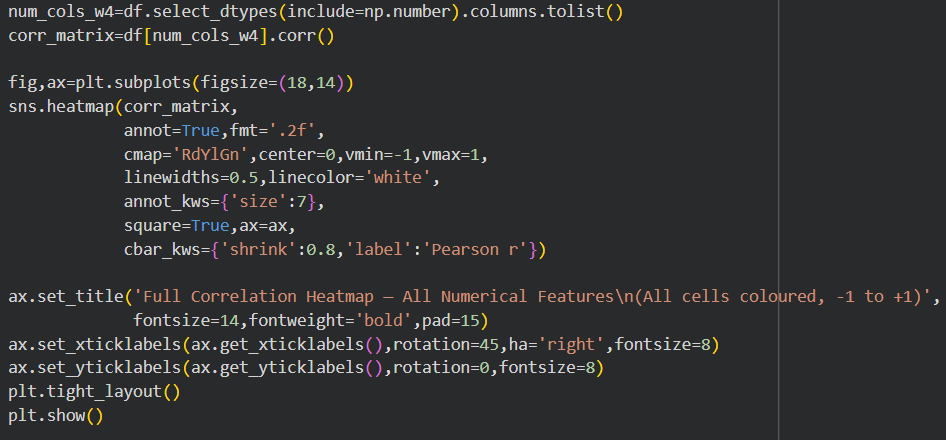 num_cols_w4=df.select_dtypes(include=np.number).columns.tolist()
corr_matrix=df[num_cols_w4].corr()

fig,ax=plt.subplots(figsize=(18,14))
sns.heatmap(corr_matrix,
            annot=True,fmt='.2f',
            cmap='RdYlGn',center=0,vmin=-1,vmax=1,
            linewidths=0.5,linecolor='white',
            annot_kws={'size':7},
            square=True,ax=ax,
            cbar_kws={'shrink':0.8,'label':'Pearson r'})

ax.set_title('Full Correlation Heatmap — All Numerical Features\n(All cells coloured, -1 to +1)',
             fontsize=14,fontweight='bold',pad=15)
ax.set_xticklabels(ax.get_xticklabels(),rotation=45,ha='right',fontsize=8)
ax.set_yticklabels(ax.get_yticklabels(),rotation=0,fontsize=8)
plt.tight_layout()
plt.show()